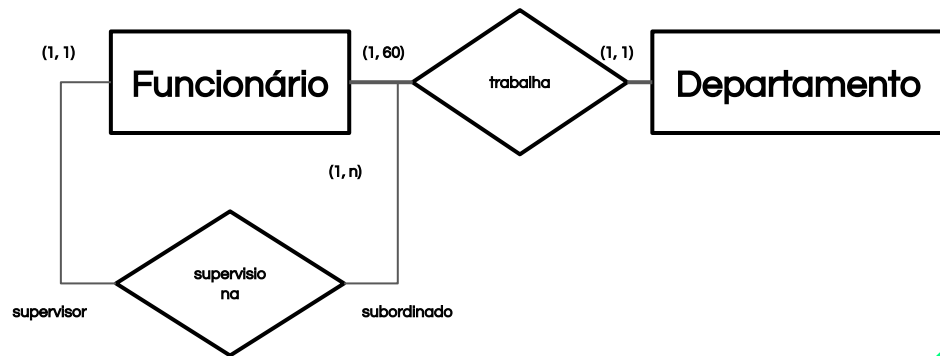 (1, 1)
(1, 60)
(1, 1)
Funcionário
trabalha
Departamento
(1, n)
supervisio
na
supervisor
subordinado